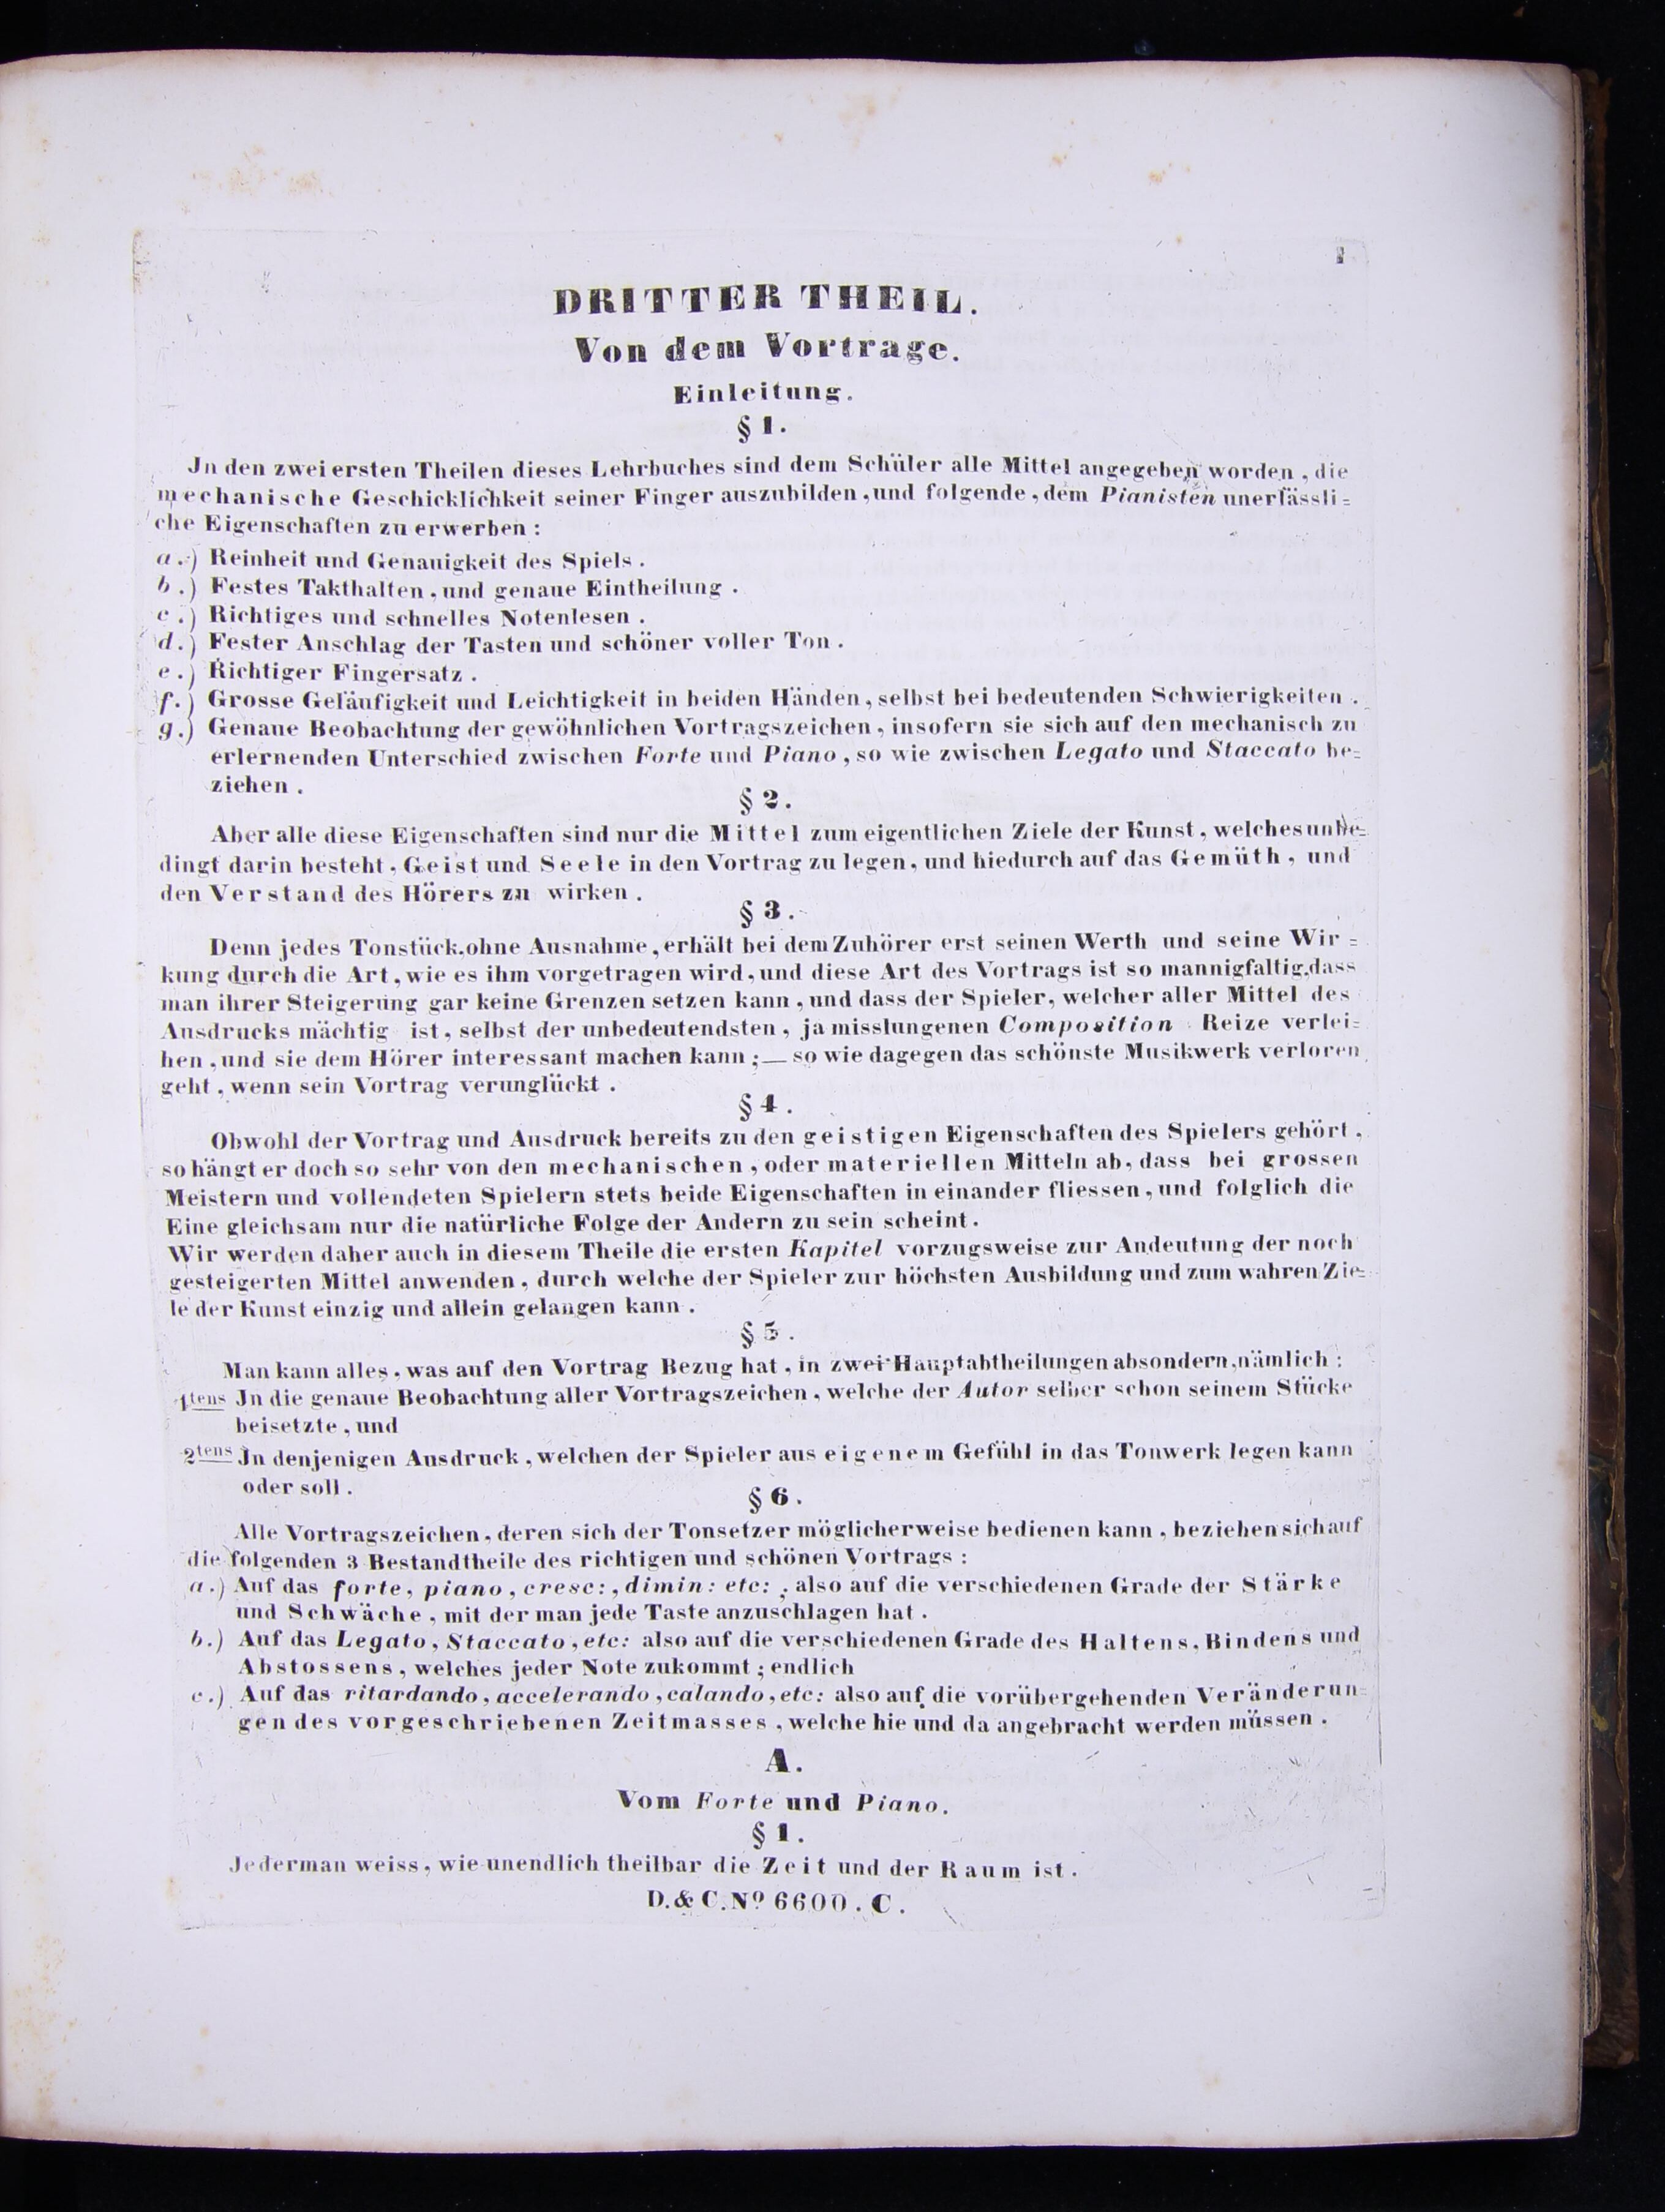 1
DRITTER THEIL.
Von dem Vortrage.
Einleitung.
§ 1.
Jn den zwei ersten Theilen dieses Lehrbuches sind dem Schüler alle Mittel angegeben worden, die
mechanische Geschicklichkeit seiner Finger auszubilden, und folgende, dem Pianisten unerlässli=
che Eigenschaften zu erwerben:
a.) Reinheit und Genauigkeit des Spiels.
b.) Festes Takthalten, und genaue Eintheilung.
c.) Richtiges und schnelles Notenlesen.
d.) Fester Anschlag der Tasten und schöner voller Ton.
e.) Richtiger Fingersatz.
f.) Grosse Geläufigkeit und Leichtigkeit in beiden Händen, selbst bei bedeutenden Schwierigkeiten.
g.) Genaue Beobachtung der gewöhnlichen Vortragszeichen, insofern sie sich auf den mechanisch zu
erlernenden Unterschied zwischen Forte und Piano, so wie zwischen Legato und Staccato be=
ziehen.
§ 2.
Aber alle diese Eigenschaften sind nur die Mittel zum eigentlichen Ziele der Kunst, welches unbe=
dingt darin besteht, Geist und Seele in den Vortrag zu legen, und hiedurch auf das Gemüth, und
den Verstand des Hörers zu wirken.
§ 3.
Denn jedes Tonstück, ohne Ausnahme, erhält bei dem Zuhörer erst seinen Werth und seine Wir=
kung durch die Art, wie es ihm vorgetragen wird, und diese Art des Vortrags ist so mannigfaltig, dass
man ihrer Steigerung gar keine Grenzen setzen kann, und dass der Spieler, welcher aller Mittel des
Ausdrucks mächtig ist, selbst der unbedeutendsten, ja misslungenen Composition Reize verlei=
hen, und sie dem Hörer interessant machen kann; — so wie dagegen das schönste Musikwerk verloren
geht, wenn sein Vortrag verunglückt.
§ 4.
Obwohl der Vortrag und Ausdruck bereits zu den geistigen Eigenschaften des Spielers gehört,
so hängt er doch so sehr von den mechanischen, oder materiellen Mitteln ab, dass bei grossen
Meistern und vollendeten Spielern stets beide Eigenschaften in einander fliessen, und folglich die
Eine gleichsam nur die natürliche Folge der Andern zu sein scheint.
Wir werden daher auch in diesem Theile die ersten Kapitel vorzugsweise zur Andeutung der noch
gesteigerten Mittel anwenden, durch welche der Spieler zur höchsten Ausbildung und zum wahren Zie=
le der Kunst einzig und allein gelangen kann.
§ 5.
Man kann alles, was auf den Vortrag Bezug hat, in zwei Hauptabtheilungen absondern, nämlich:
1tens Jn die genaue Beobachtung aller Vortragszeichen, welche der Autor selber schon seinem Stücke
beisetzte, und
2tens Jn denjenigen Ausdruck, welchen der Spieler aus eigenem Gefühl in das Tonwerk legen kann
oder soll.
§ 6.
Alle Vortragszeichen, deren sich der Tonsetzer möglicherweise bedienen kann, beziehen sich auf
die folgenden 3 Bestandtheile des richtigen und schönen Vortrags:
a.) Auf das forte, piano, cresc:, dimin: etc:, also auf die verschiedenen Grade der Stärke
und Schwäche, mit der man jede Taste anzuschlagen hat.
b.) Auf das Legato, Staccato, etc: also auf die verschiedenen Grade des Haltens, Bindens und
Abstossens, welches jeder Note zukommt; endlich
c.) Auf das ritardando, accelerando, calando, etc: also auf die vorübergehenden Veränderun=
gen des vorgeschriebenen Zeitmasses, welche hie und da angebracht werden müssen.
A.
Vom Forte und Piano.
§ 1.
Jederman weiss, wie unendlich theilbar die Zeit und der Raum ist.
D. & C. Nº 6600. C.